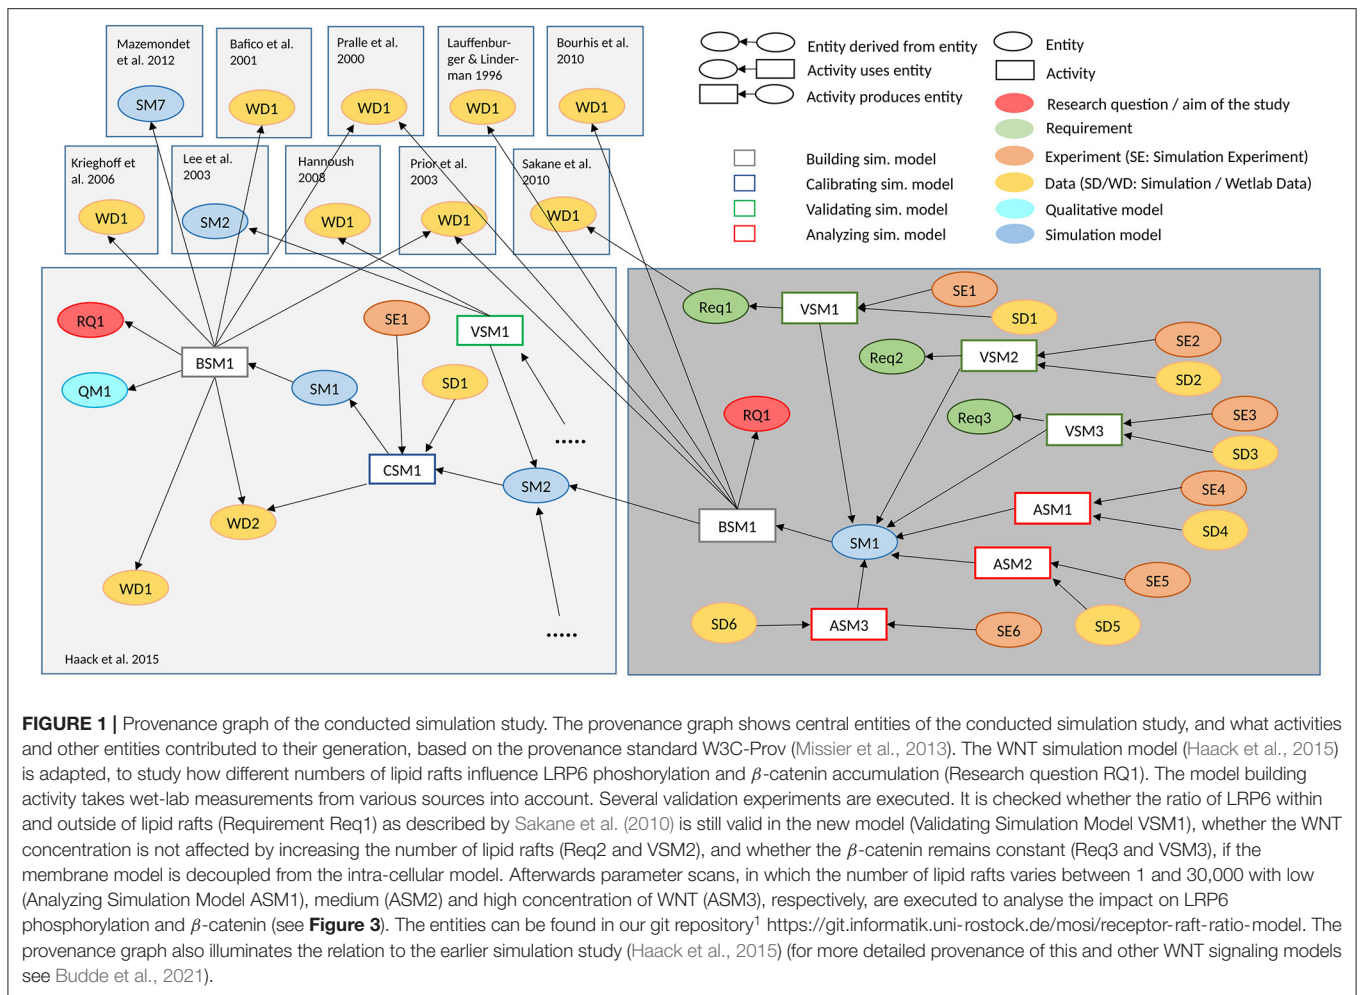 Mazemondet
et al. 2012
SM7
Bafico et al.
2001
WD1
Pralle et al.
2000
WD1
Lauffenbur-
ger & Linder-
man 1996
WD1
Bourhis et al.
2010
WD1
Krieghoff et
al. 2006
WD1
Lee et al.
2003
SM2
Hannoush
2008
WD1
Prior et al.
2003
WD1
Sakane et al.
2010
WD1
Entity derived from entity
Activity uses entity
Activity produces entity
Building sim. model
Calibrating sim. model
Validating sim. model
Analyzing sim. model
Entity
Activity
Research question / aim of the study
Requirement
Experiment (SE: Simulation Experiment)
Data (SD/WD: Simulation / Wetlab Data)
Qualitative model
Simulation model
RQ1
BSM1
QM1
SM1
SE1
VSM1
SD1
CSM1
SM2
WD2
WD1
.....
.....
Haack et al. 2015
Req1
VSM1
SE1
SD1
Req2
VSM2
SE2
SD2
RQ1
Req3
VSM3
SE3
SD3
BSM1
SM1
ASM1
SE4
SD4
ASM2
SE5
SD5
SD6
ASM3
SE6
FIGURE 1 | Provenance graph of the conducted simulation study. The provenance graph shows central entities of the conducted simulation study, and what activities
and other entities contributed to their generation, based on the provenance standard W3C-Prov (Missier et al., 2013). The WNT simulation model (Haack et al., 2015)
is adapted, to study how different numbers of lipid rafts influence LRP6 phoshorylation and β-catenin accumulation (Research question RQ1). The model building
activity takes wet-lab measurements from various sources into account. Several validation experiments are executed. It is checked whether the ratio of LRP6 within
and outside of lipid rafts (Requirement Req1) as described by Sakane et al. (2010) is still valid in the new model (Validating Simulation Model VSM1), whether the WNT
concentration is not affected by increasing the number of lipid rafts (Req2 and VSM2), and whether the β-catenin remains constant (Req3 and VSM3), if the
membrane model is decoupled from the intra-cellular model. Afterwards parameter scans, in which the number of lipid rafts varies between 1 and 30,000 with low
(Analyzing Simulation Model ASM1), medium (ASM2) and high concentration of WNT (ASM3), respectively, are executed to analyse the impact on LRP6
phosphorylation and β-catenin (see Figure 3). The entities can be found in our git repository¹ https://git.informatik.uni-rostock.de/mosi/receptor-raft-ratio-model. The
provenance graph also illuminates the relation to the earlier simulation study (Haack et al., 2015) (for more detailed provenance of this and other WNT signaling models
see Budde et al., 2021).